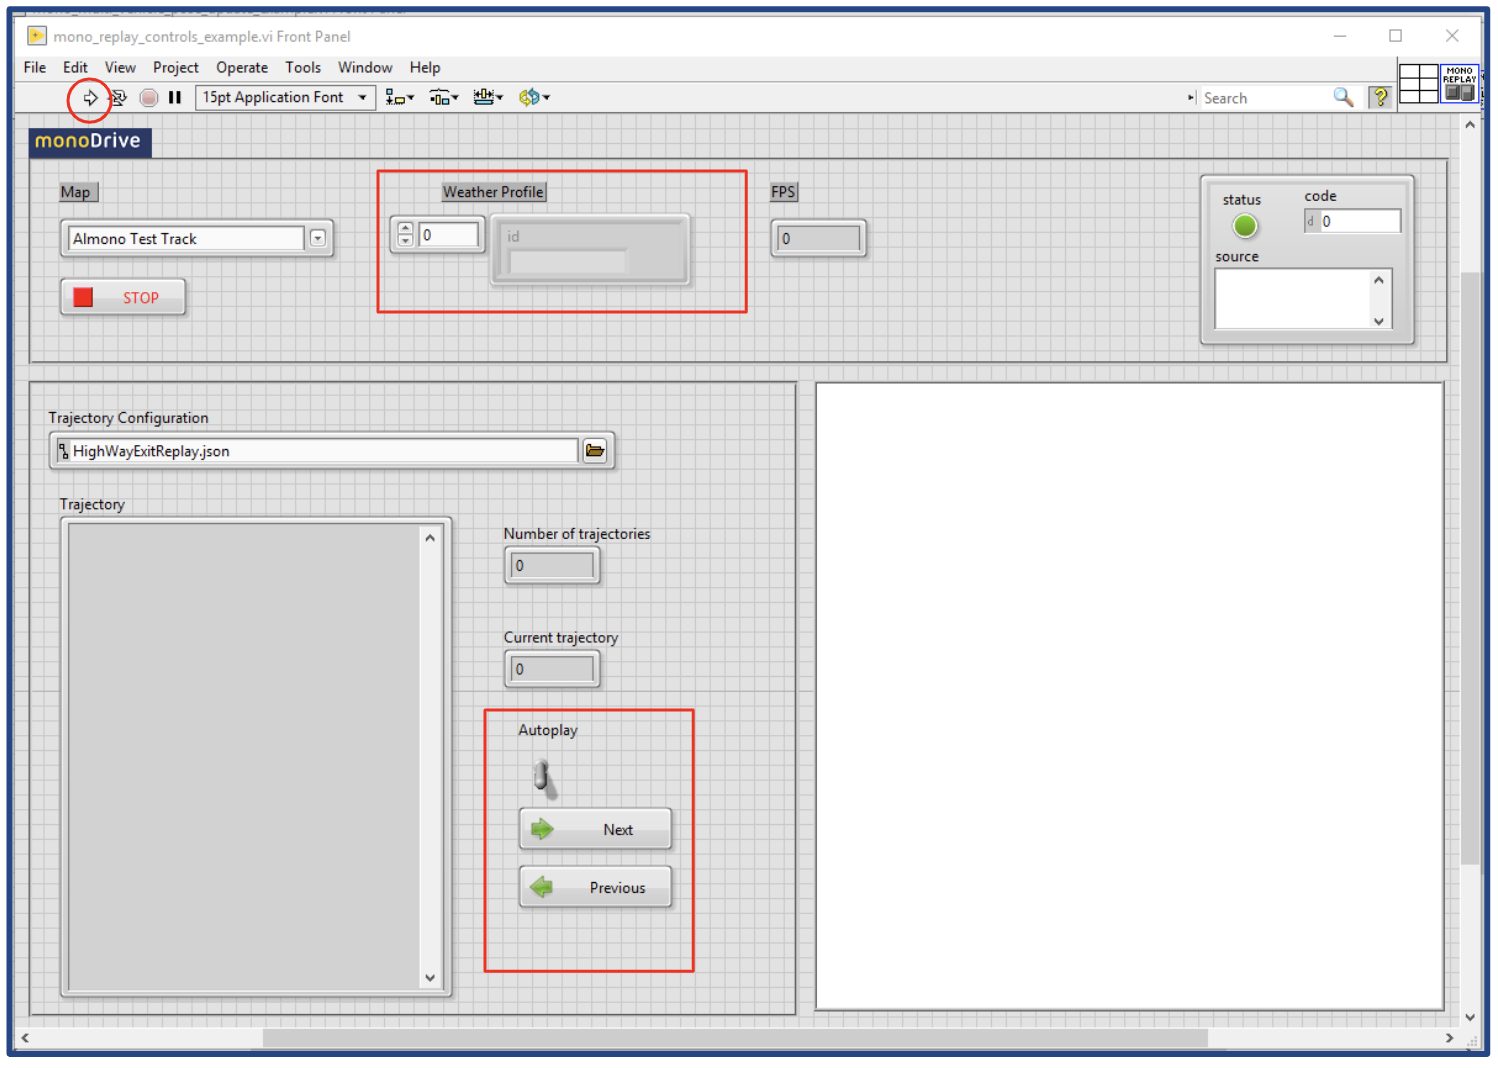 mono_replay_controls_example.vi Front Panel
File Edit View Project Operate Tools Window Help
MONO
REPLAY
15pt Application Font
Search
?
monoDrive
Map
Weather Profile
FPS
status
code
Almono Test Track
0
id
0
d 0
source
STOP
Trajectory Configuration
HighWayExitReplay.json
Trajectory
Number of trajectories
0
Current trajectory
0
Autoplay
Next
Previous